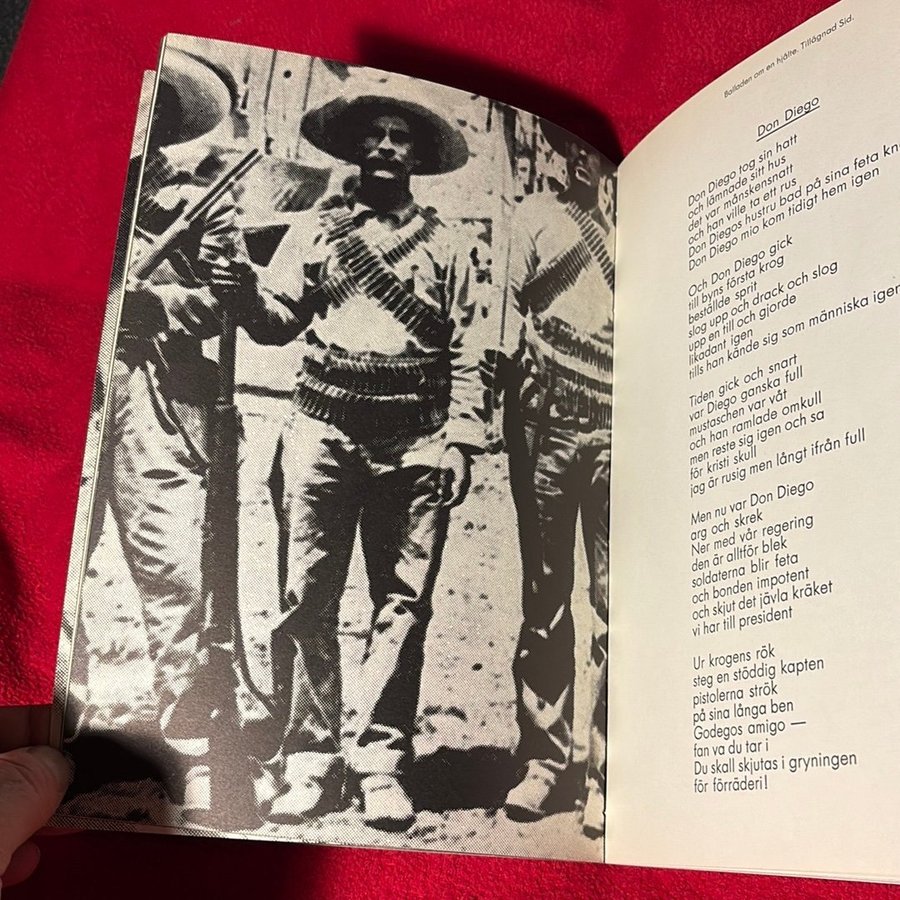 Balladen om en hjälte. Tillägnad Sid.
Don Diego
Don Diego tog sin hatt
och lämnade sitt hus
det var månskensnatt
och han ville ta ett rus
Don Diegos hustru bad på sina feta
Don Diego mio kom tidigt hem igen
Och Don Diego gick
till byns första krog
beställde sprit
slog upp och drack och slog
upp en till och gjorde
likadant igen
tills han kände sig som människa igen
Tiden gick och snart
var Diego ganska full
mustaschen var våt
och han ramlade omkull
men reste sig igen och sa
för kristi skull
jag är rusig men långt ifrån full
Men nu var Don Diego
arg och skrek
Ner med vår regering
den är alltför blek
soldaterna blir feta
och bonden impotent
och skjut det jävla kräket
vi har till president
Ur krogens rök
steg en stöddig kapten
pistolerna strök
på sina långa ben
Godegos amigo —
fan va du tar i
Du skall skjutas i gryningen
för förräderi!